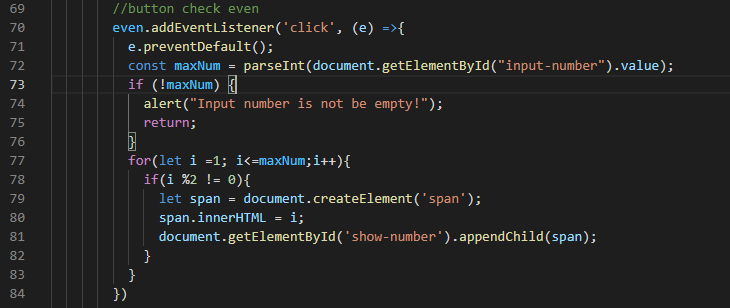 69 //button check even
70 even.addEventListener('click', (e) =>{
71 e.preventDefault();
72 const maxNum = parseInt(document.getElementById("input-number").value);
73 if (!maxNum) {
74 alert("Input number is not be empty!");
75 return;
76 }
77 for(let i =1; i<=maxNum;i++){
78 if(i %2 != 0){
79 let span = document.createElement('span');
80 span.innerHTML = i;
81 document.getElementById('show-number').appendChild(span);
82 }
83 }
84 })